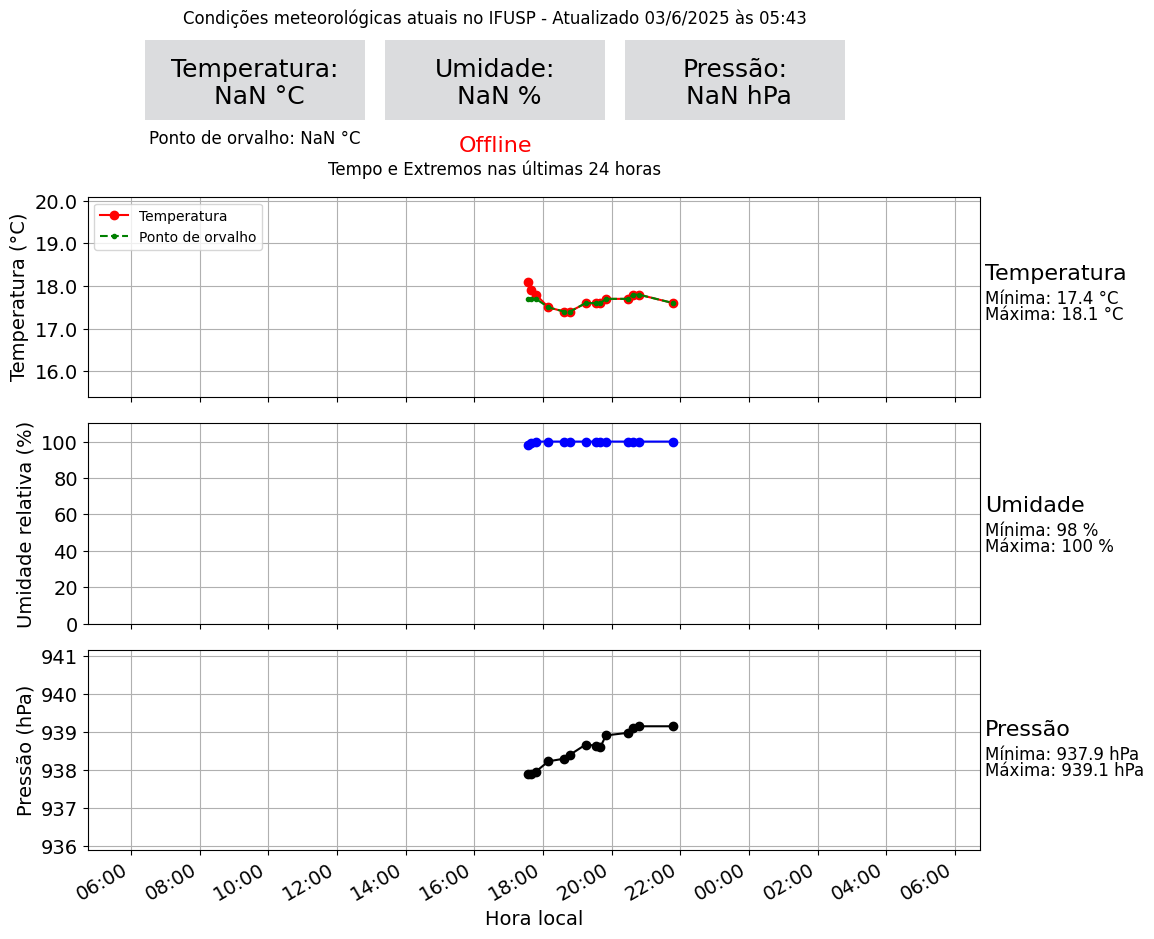 Condições meteorológicas atuais no IFUSP - Atualizado 03/6/2025 às 05:43
Temperatura:
NaN °C
Umidade:
NaN %
Pressão:
NaN hPa
Ponto de orvalho: NaN °C
Offline
Tempo e Extremos nas últimas 24 horas
Temperatura (°C)
20.0
19.0
18.0
17.0
16.0
Temperatura
Ponto de orvalho
Temperatura
Mínima: 17.4 °C
Máxima: 18.1 °C
Umidade relativa (%)
100
80
60
40
20
0
Umidade
Mínima: 98 %
Máxima: 100 %
Pressão (hPa)
941
940
939
938
937
936
Pressão
Mínima: 937.9 hPa
Máxima: 939.1 hPa
06:00 08:00 10:00 12:00 14:00 16:00 18:00 20:00 22:00 00:00 02:00 04:00 06:00
Hora local